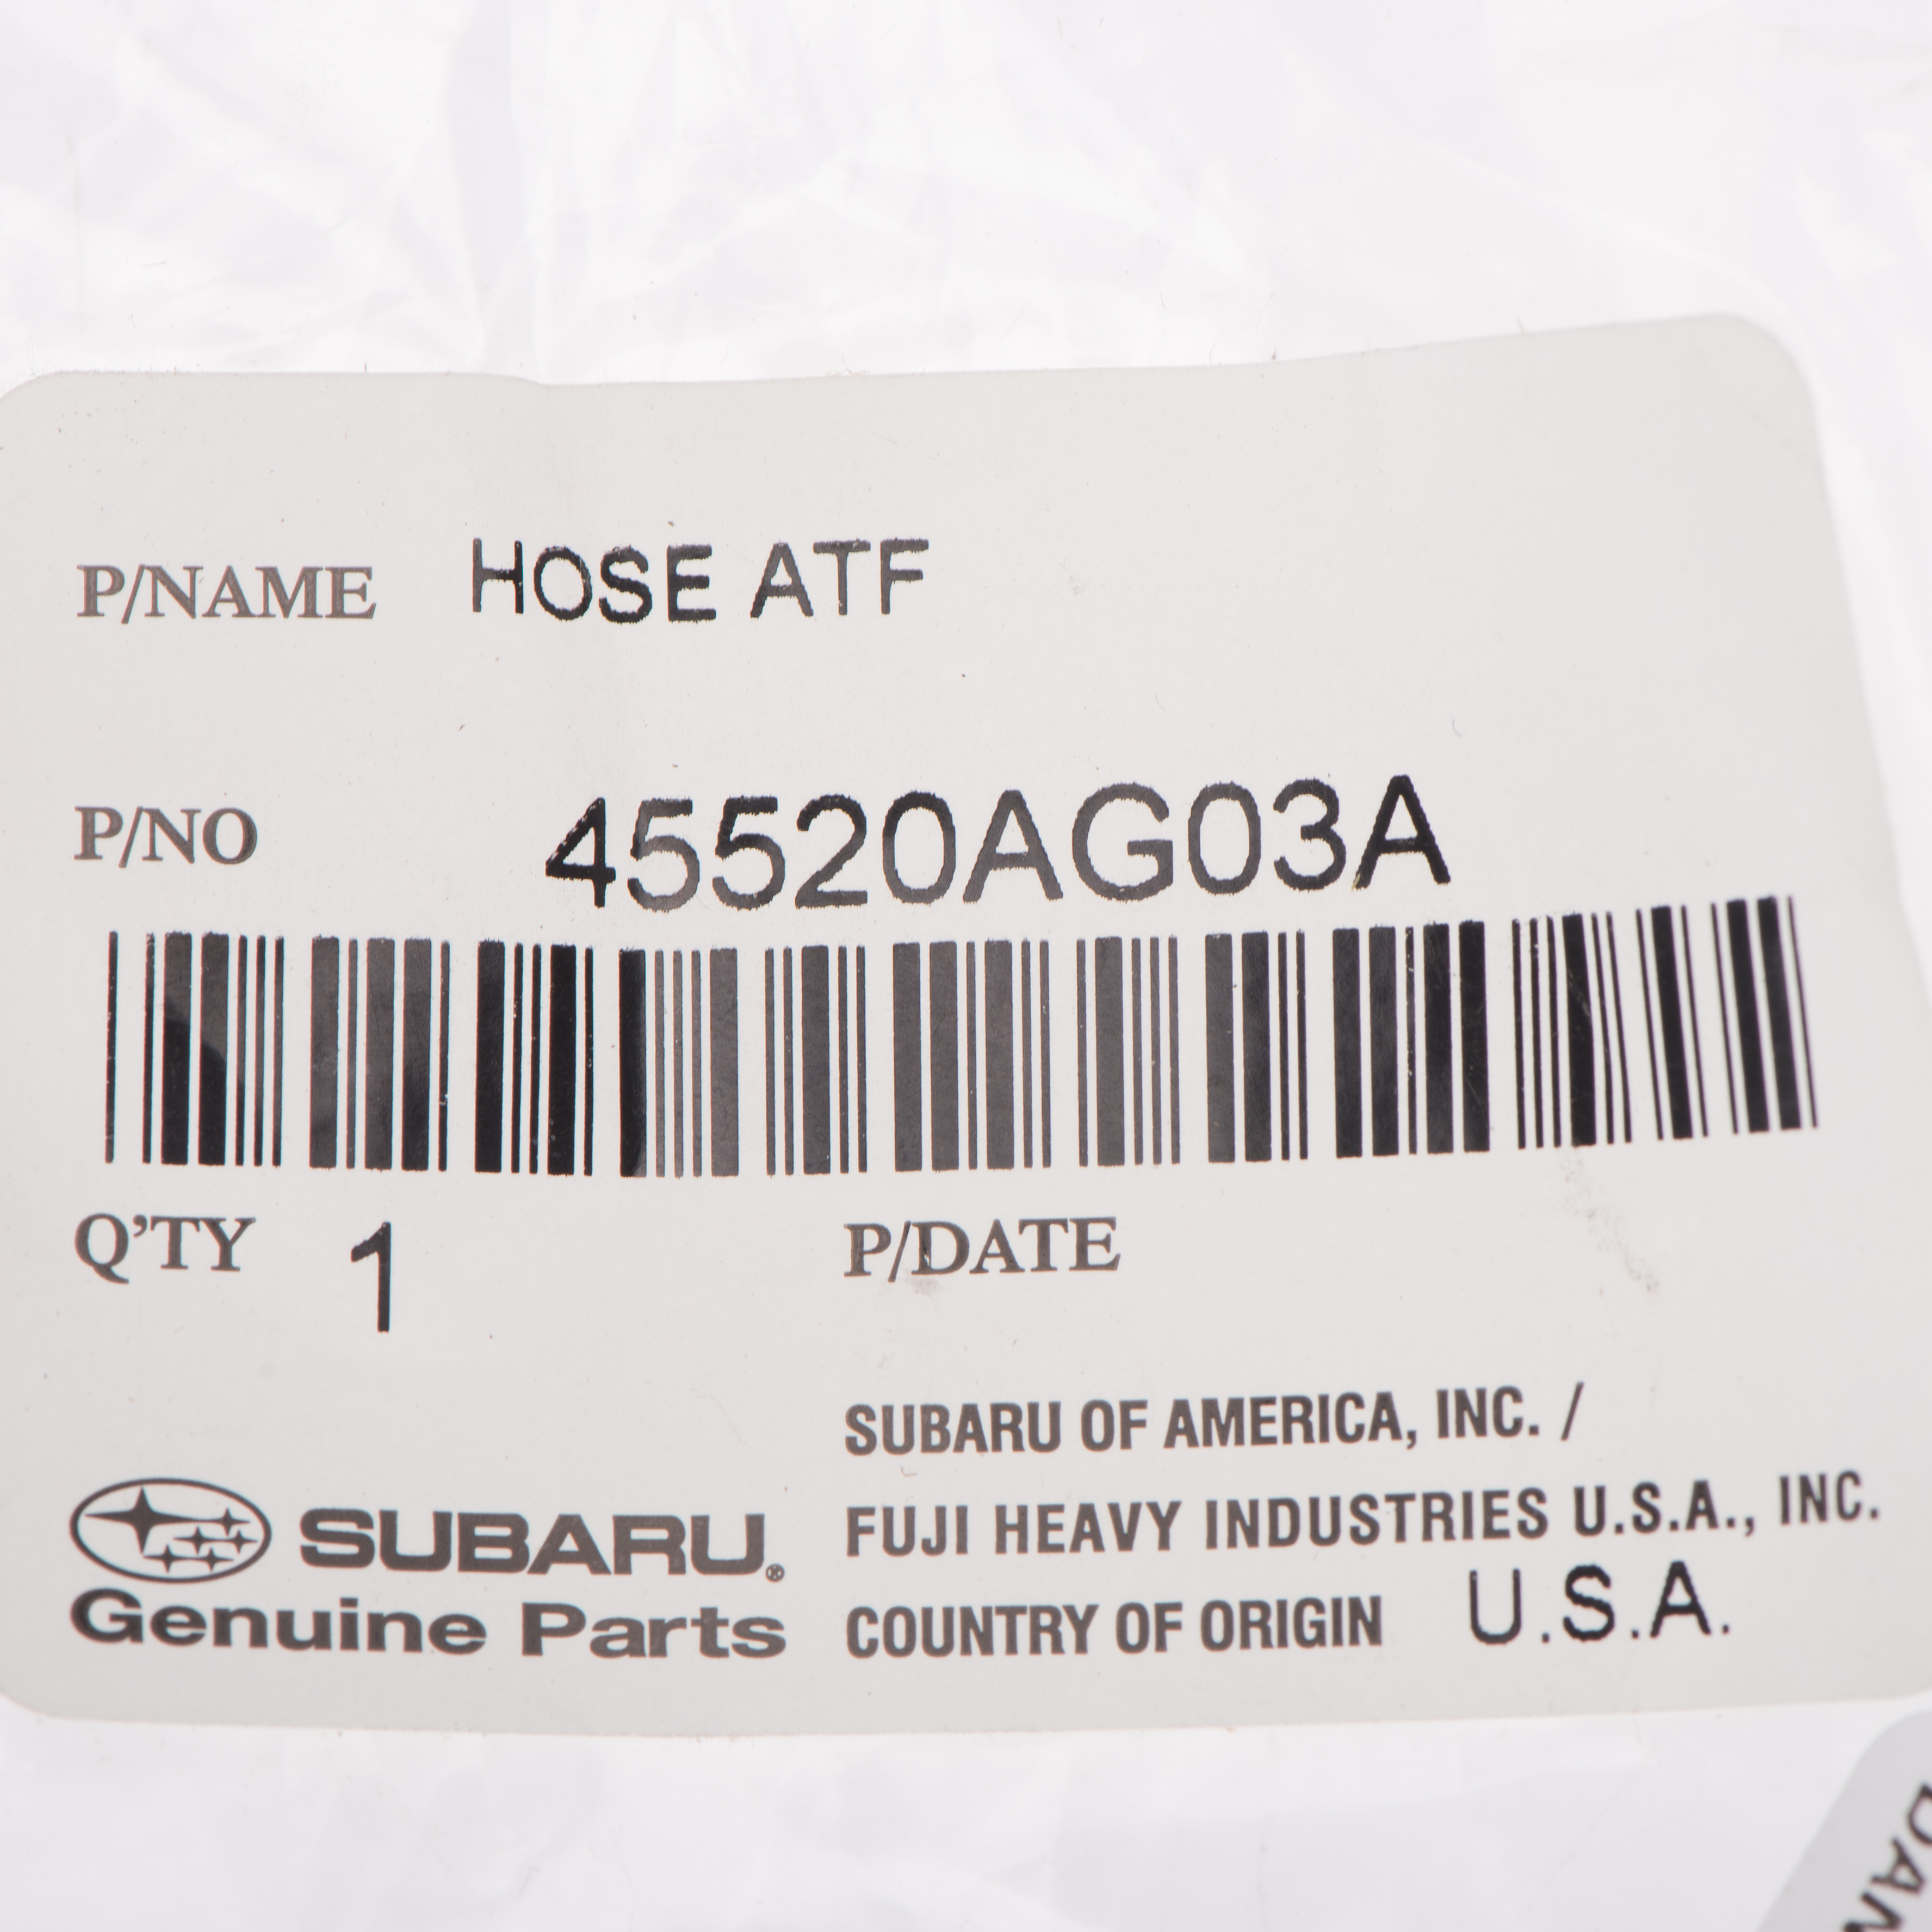 P/NAME HOSE ATF
P/NO 45520AG03A
Q'TY 1 P/DATE
SUBARU OF AMERICA, INC. /
FUJI HEAVY INDUSTRIES U.S.A., INC.
COUNTRY OF ORIGIN U.S.A.
SUBARU®
Genuine Parts